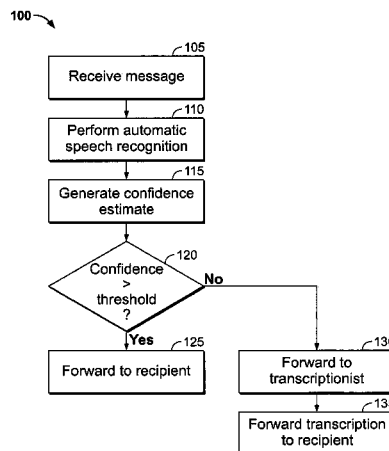 100
105
Receive message
110
Perform automatic
speech recognition
115
Generate confidence
estimate
120
Confidence
>
threshold
?
No
Yes
125
Forward to recipient
Forward to
transcriptionist
Forward transcription
to recipient